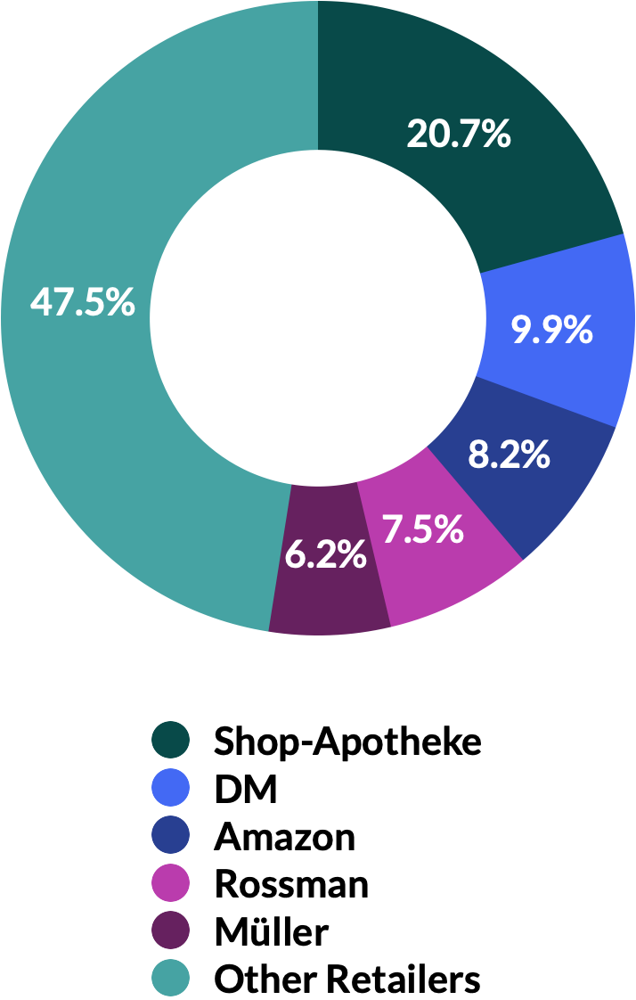 20.7%
47.5%
9.9%
8.2%
7.5%
6.2%
Shop-Apotheke
DM
Amazon
Rossman
Müller
Other Retailers